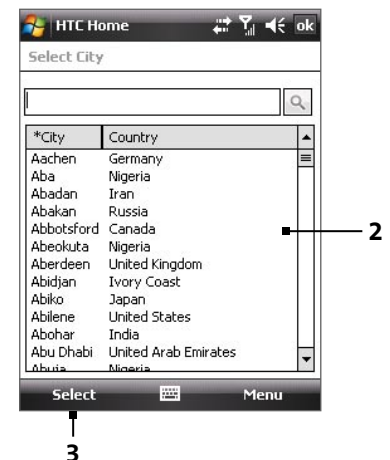 HTC Home ok
Select City
*City Country
Aachen Germany
Aba Nigeria
Abadan Iran
Abakan Russia
Abbotsford Canada
Abeokuta Nigeria
Aberdeen United Kingdom
Abidjan Ivory Coast
Abiko Japan
Abilene United States
Abohar India
Abu Dhabi United Arab Emirates
Abuja Nigeria
Select Menu
2
3